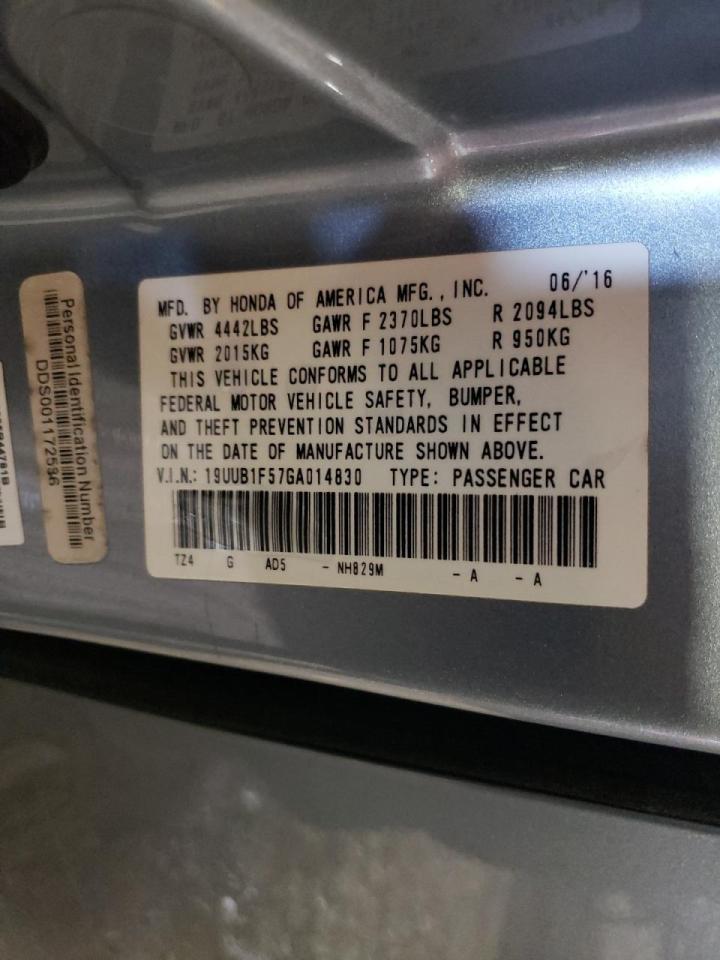 MFD. BY HONDA OF AMERICA MFG., INC. 06/'16
GVWR 4442LBS GAWR F 2370LBS R 2094LBS
GVWR 2015KG GAWR F 1075KG R 950KG
THIS VEHICLE CONFORMS TO ALL APPLICABLE
FEDERAL MOTOR VEHICLE SAFETY, BUMPER,
AND THEFT PREVENTION STANDARDS IN EFFECT
ON THE DATE OF MANUFACTURE SHOWN ABOVE.
V.I.N.: 19UUB1F57GA014830 TYPE: PASSENGER CAR
TZ4 G AD5 - NH829M - A - A
Personal Identification Number